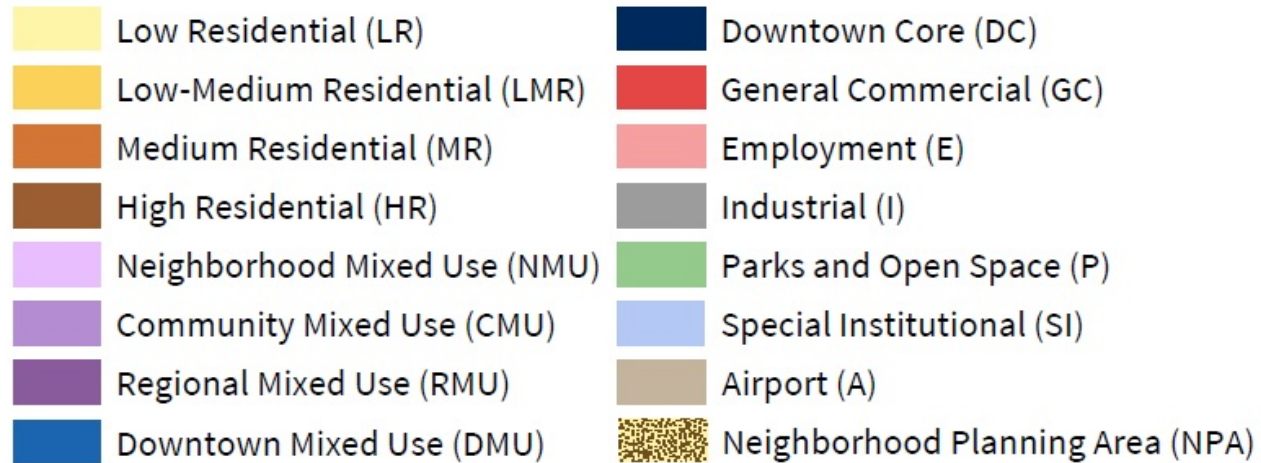 Low Residential (LR)
Low-Medium Residential (LMR)
Medium Residential (MR)
High Residential (HR)
Neighborhood Mixed Use (NMU)
Community Mixed Use (CMU)
Regional Mixed Use (RMU)
Downtown Mixed Use (DMU)
Downtown Core (DC)
General Commercial (GC)
Employment (E)
Industrial (I)
Parks and Open Space (P)
Special Institutional (SI)
Airport (A)
Neighborhood Planning Area (NPA)